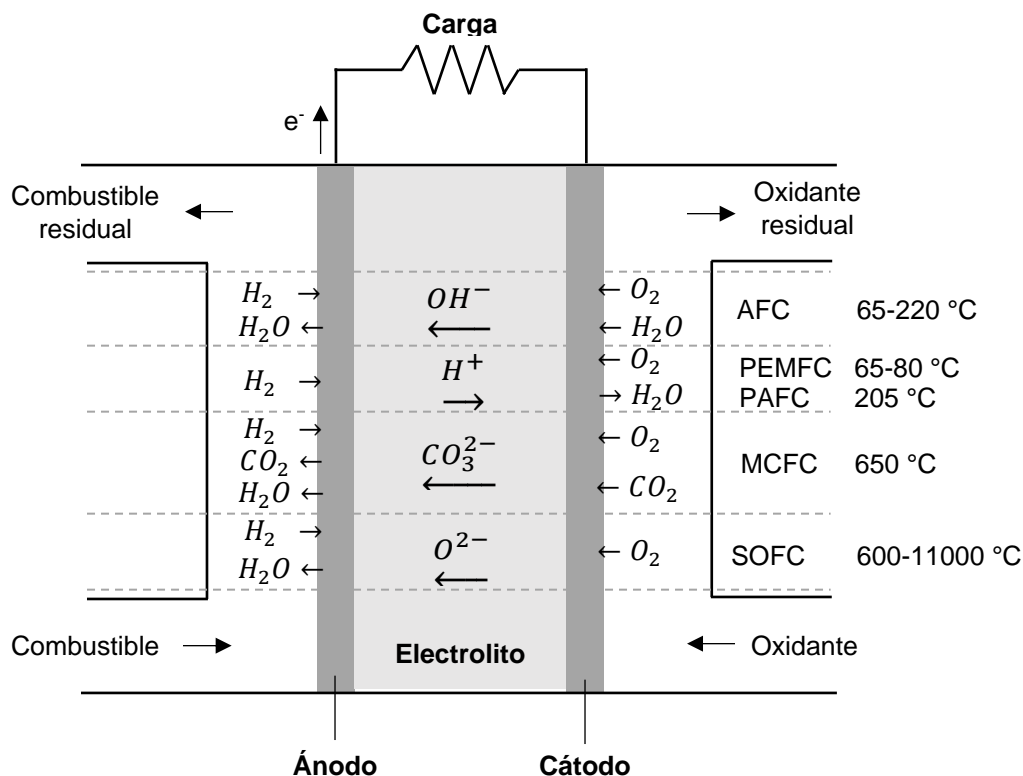 Carga
e-
Combustible
residual
Oxidante
residual
H₂ →
OH⁻
← O₂
AFC 65-220 °C
H₂O ←
←
← H₂O
H₂ →
H⁺
← O₂
PEMFC 65-80 °C
→
→ H₂O
PAFC 205 °C
H₂ →
CO₂ ←
H₂O ←
CO₃²⁻
←
← O₂
← CO₂
MCFC 650 °C
H₂ →
H₂O ←
O²⁻
←
← O₂
SOFC 600-11000 °C
Combustible →
Electrolito
← Oxidante
Ánodo
Cátodo